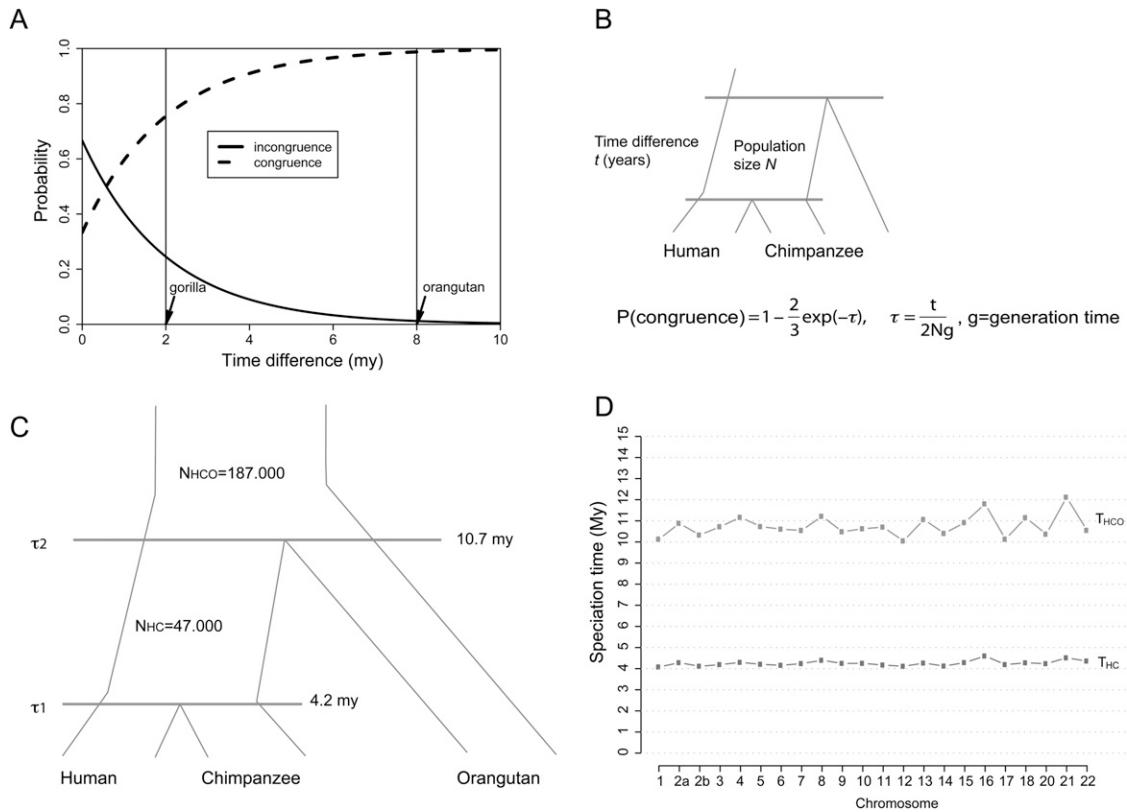 A
Probability
0.0 0.2 0.4 0.6 0.8 1.0
incongruence
congruence
gorilla
orangutan
0 2 4 6 8 10
Time difference (my)
B
Time difference
t (years)
Population
size N
Human Chimpanzee
P(congruence)=1−2/3 exp(−τ), τ=t/2Ng, g=generation time
C
NHCO=187.000
τ2
10.7 my
NHC=47.000
τ1
4.2 my
Human Chimpanzee Orangutan
D
Speciation time (My)
0 1 2 3 4 5 6 7 8 9 10 11 12 13 14 15
THCO
THC
1 2a 2b 3 4 5 6 7 8 9 10 11 12 13 14 15 16 17 18 20 21 22
Chromosome